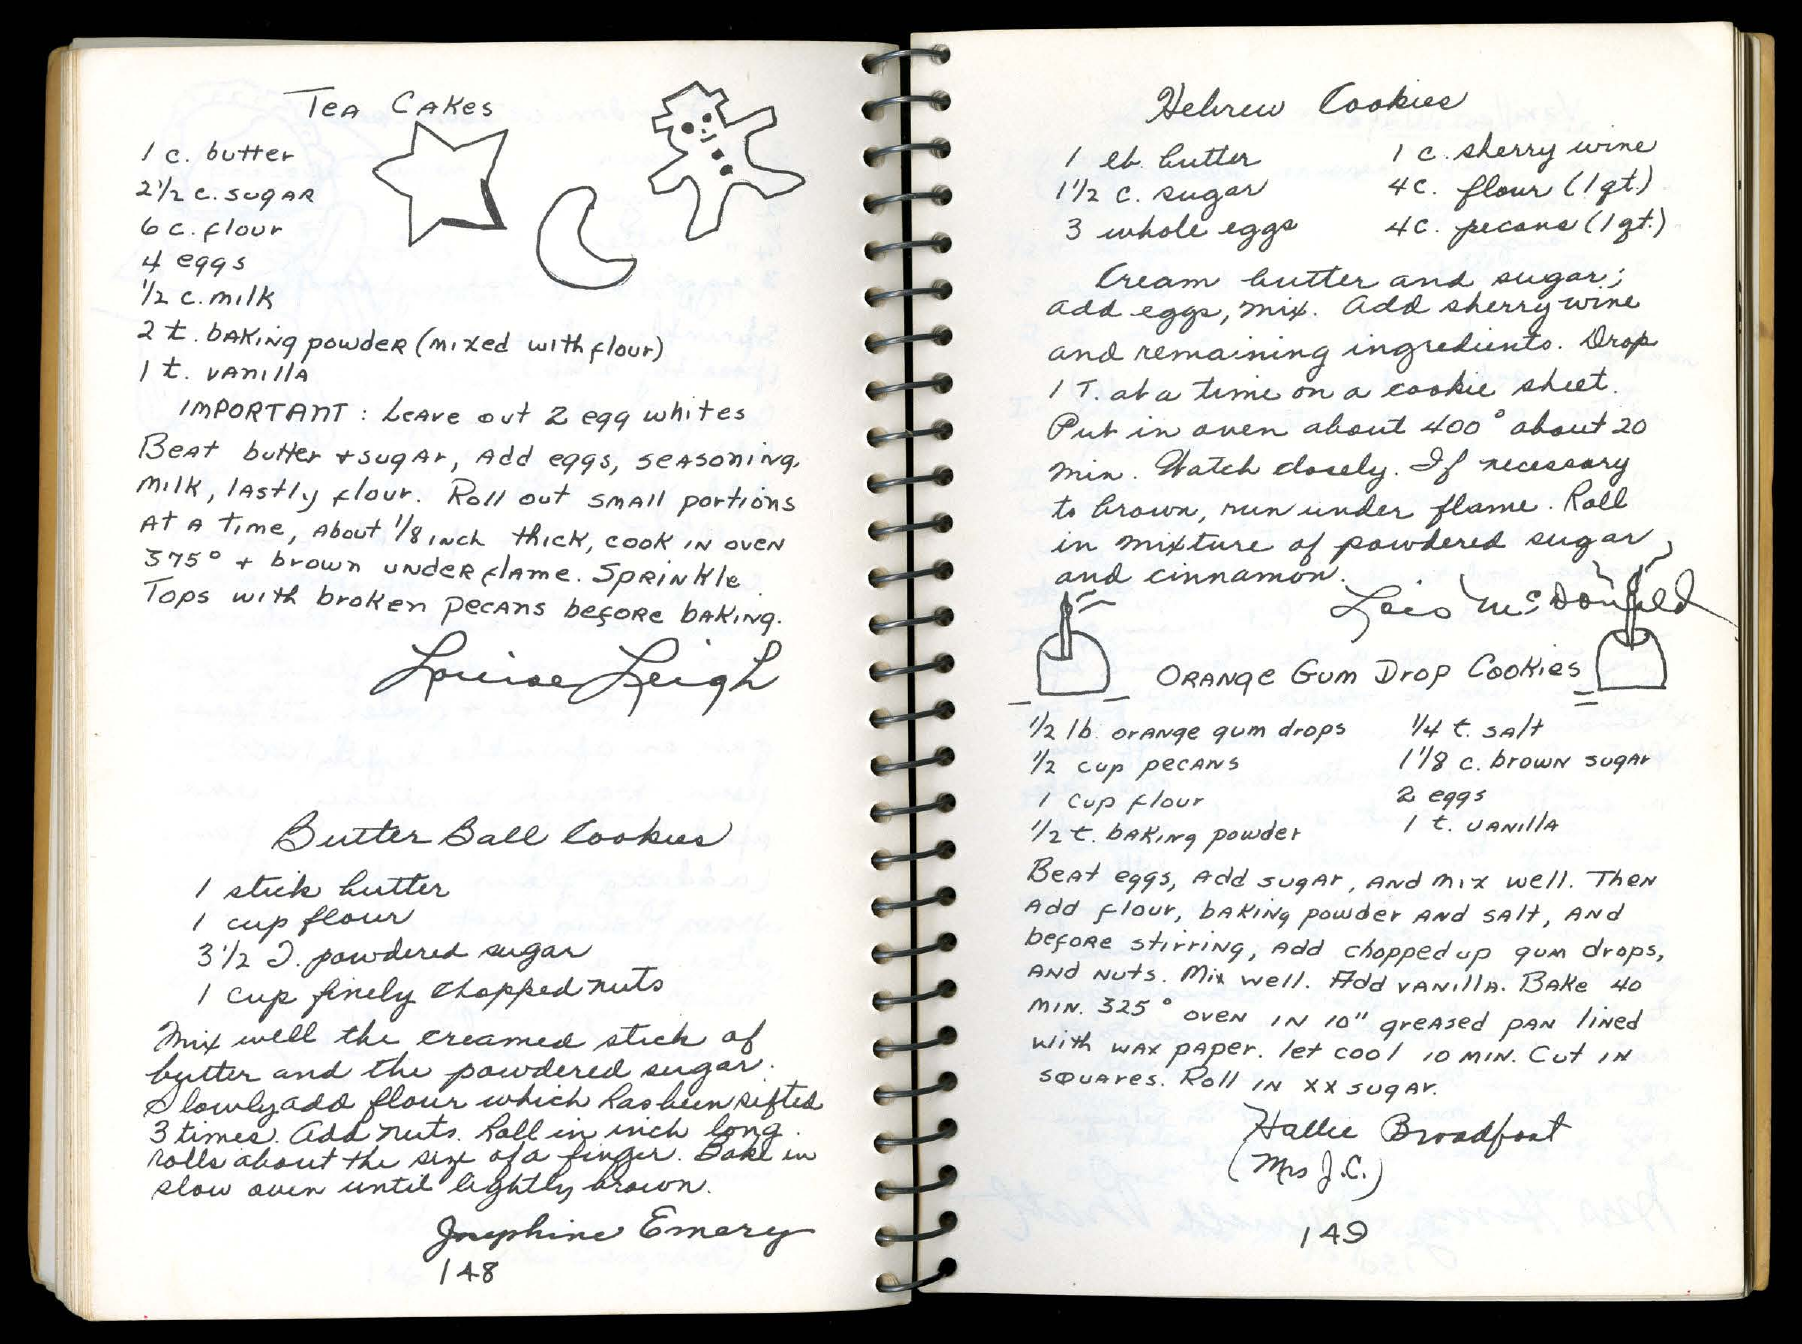 Tea Cakes
1 c. butter
2 1/2 c. sugar
6 c. flour
4 eggs
1/2 c. milk
2 t. baking powder (mixed with flour)
1 t. vanilla
IMPORTANT: Leave out 2 egg whites
Beat butter + sugar, add eggs, seasoning,
milk, lastly flour. Roll out small portions
at a time, about 1/8 inch thick, cook in oven
375° + brown under flame. Sprinkle
Tops with broken pecans before baking.
Louise Leigh
Butter Ball Cookies
1 stick butter
1 cup flour
3 1/2 T. powdered sugar
1 cup finely chopped nuts
Mix well the creamed stick of
butter and the powdered sugar.
Slowly add flour which has been sifted
3 times. Add nuts. Roll in inch long
rolls about the size of a finger. Bake in
slow oven until lightly brown.
Josephine Emery
148
Hebrew Cookies
1 lb. butter 1 c. sherry wine
1 1/2 c. sugar 4 c. flour (1 qt.)
3 whole eggs 4 c. pecans (1 qt.)
Cream butter and sugar;
add eggs, mix. Add sherry wine
and remaining ingredients. Drop
1 T. at a time on a cookie sheet.
Put in oven about 400° about 20
min. Watch closely. If necessary
to brown, run under flame. Roll
in mixture of powdered sugar
and cinnamon.
Lois McDonald
Orange Gum Drop Cookies
1/2 lb. orange gum drops 1/4 t. salt
1/2 cup pecans 1 1/8 c. brown sugar
1 cup flour 2 eggs
1/2 t. baking powder 1 t. vanilla
Beat eggs, add sugar, and mix well. Then
add flour, baking powder and salt, and
before stirring, add chopped up gum drops,
and nuts. Mix well. Add vanilla. Bake 40
min. 325° oven in 10" greased pan lined
with wax paper. let cool 10 min. Cut in
squares. Roll in xx sugar.
Hallie Broadfoot
(Mrs J.C.)
149